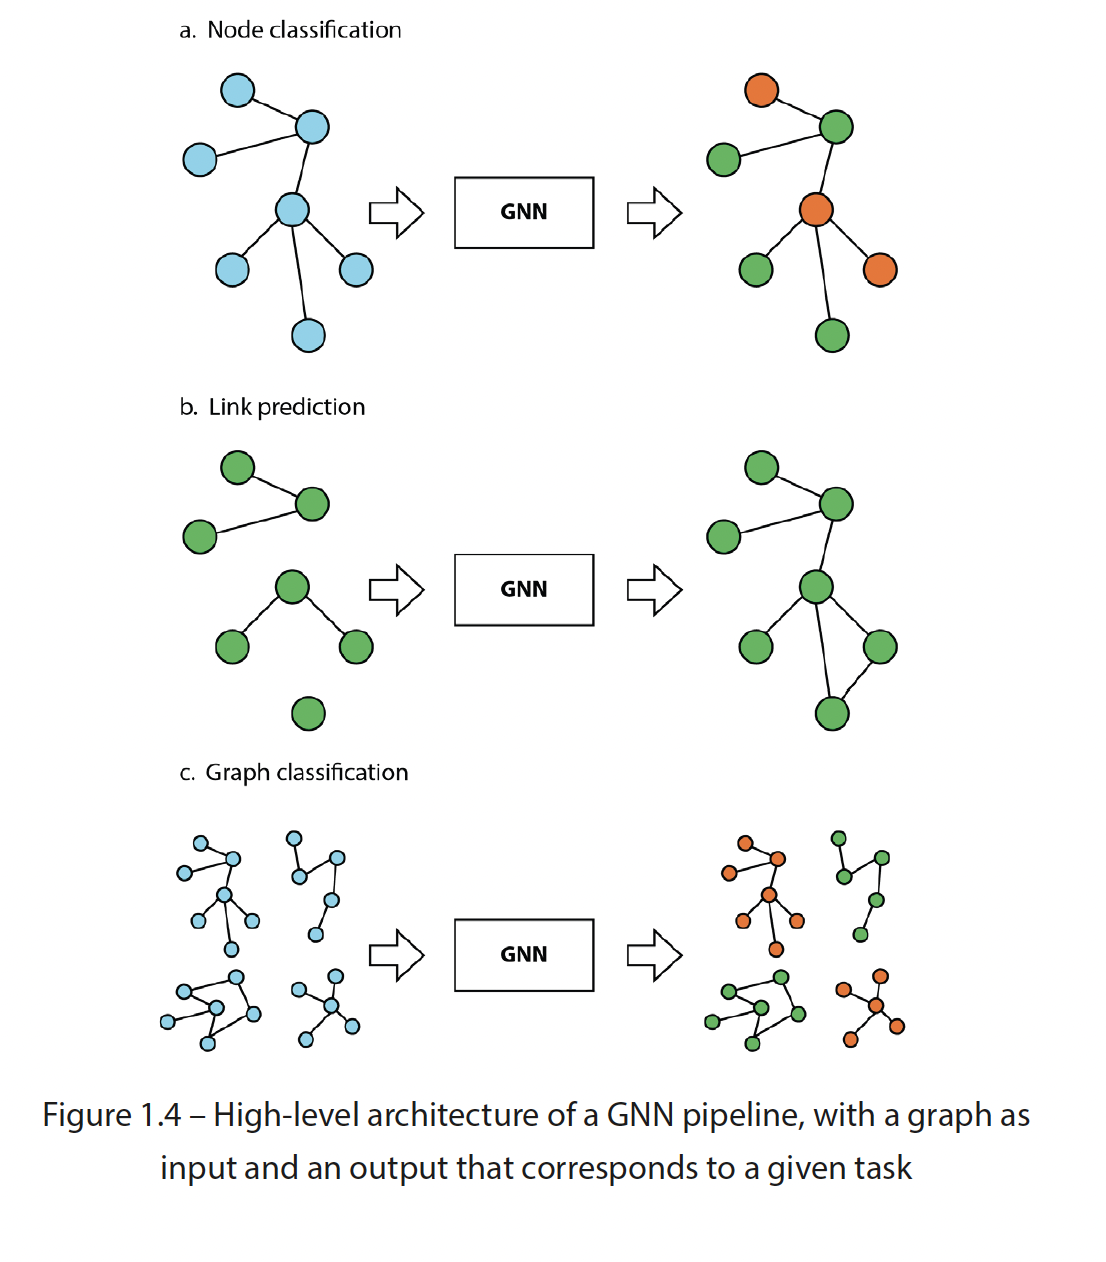 a. Node classification
GNN
b. Link prediction
GNN
c. Graph classification
GNN
Figure 1.4 – High-level architecture of a GNN pipeline, with a graph as
input and an output that corresponds to a given task